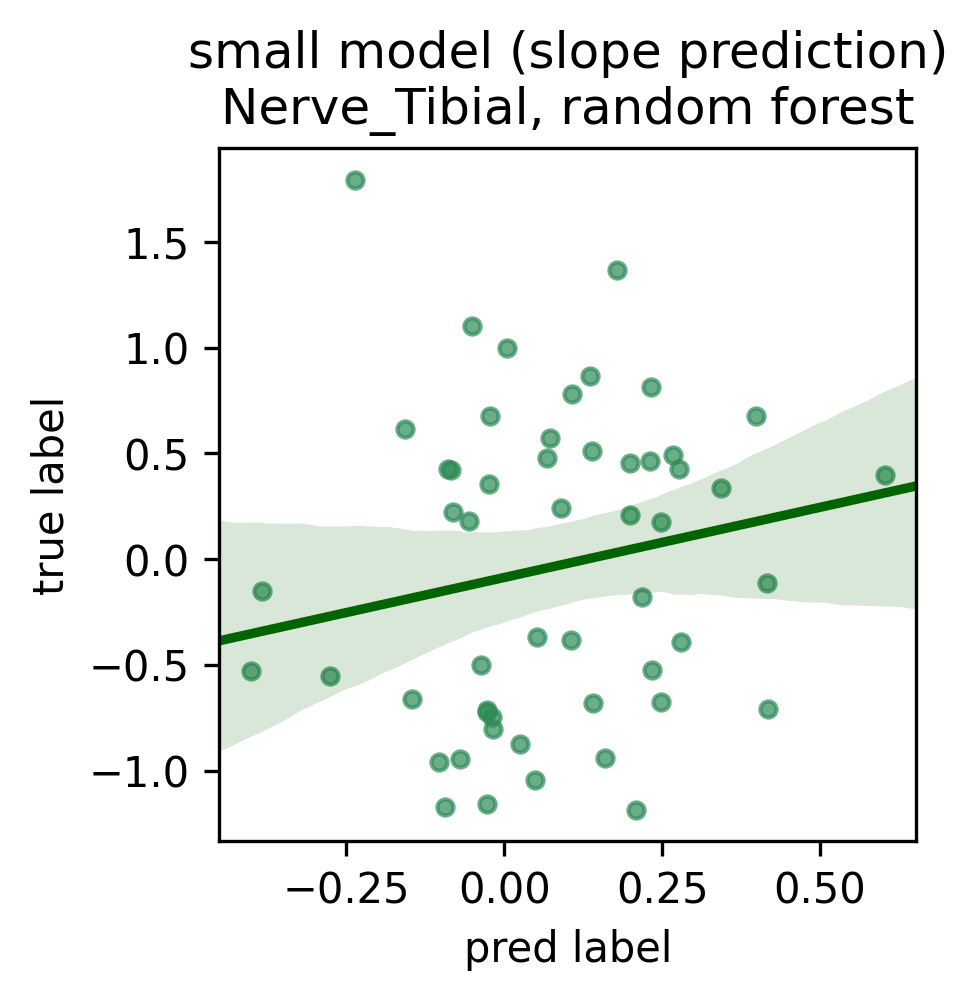 small model (slope prediction)
Nerve_Tibial, random forest
1.5
1.0
0.5
0.0
−0.5
−1.0
true label
−0.25 0.00 0.25 0.50
pred label